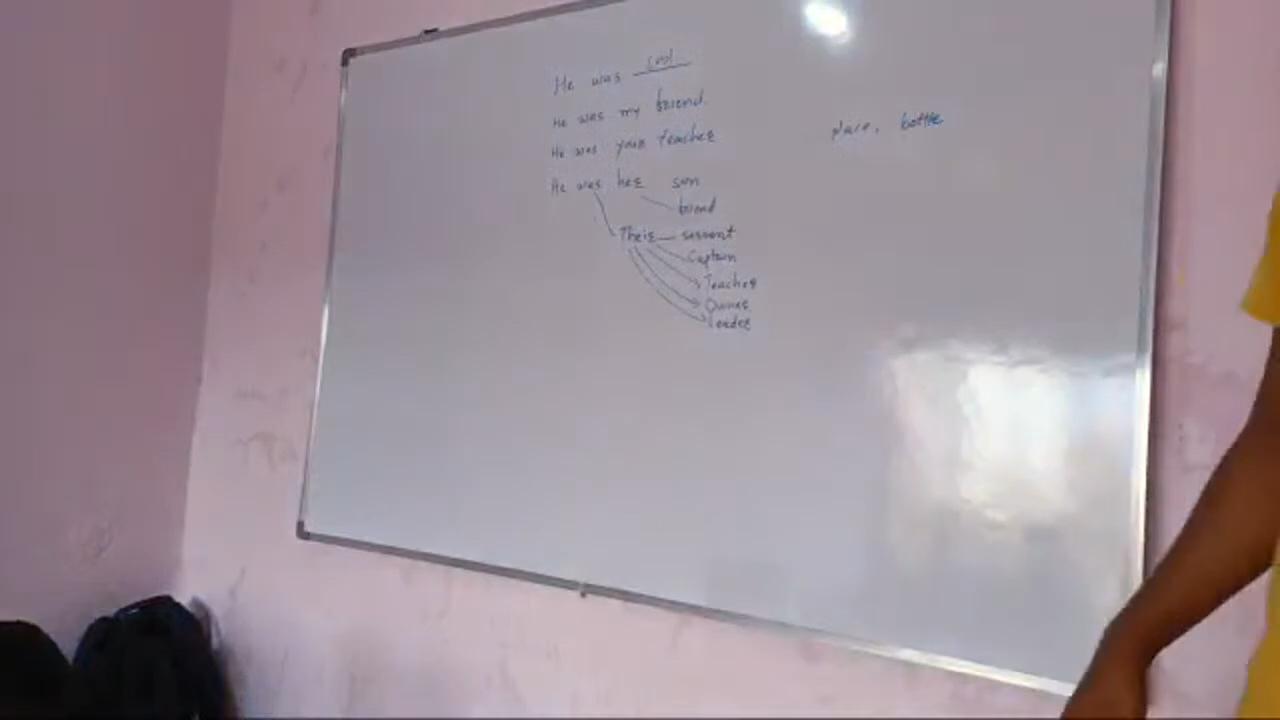 He was cool
He was my friend.
He was your teacher
He was her son
friend
Their servant
Captain
Teacher
Owner
Leader
place, bottle